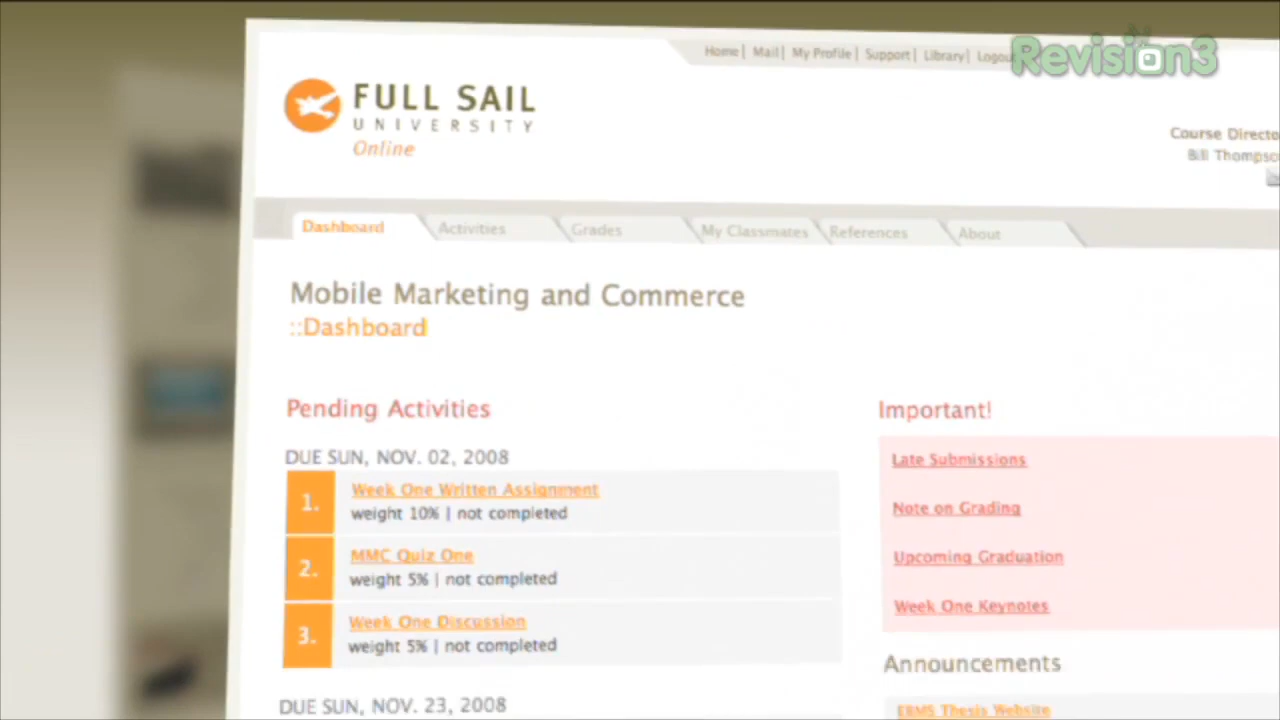 Revision3
Home | Mail | My Profile | Support | Library | Logout
FULL SAIL
UNIVERSITY
Online
Course Directo
Bill Thompso
Dashboard
Activities
Grades
My Classmates
References
About
Mobile Marketing and Commerce
::Dashboard
Pending Activities
DUE SUN, NOV. 02, 2008
1. Week One Written Assignment
weight 10% | not completed
2. MMC Quiz One
weight 5% | not completed
3. Week One Discussion
weight 5% | not completed
DUE SUN, NOV. 23, 2008
Important!
Late Submissions
Note on Grading
Upcoming Graduation
Week One Keynotes
Announcements
EBMS Thesis Website